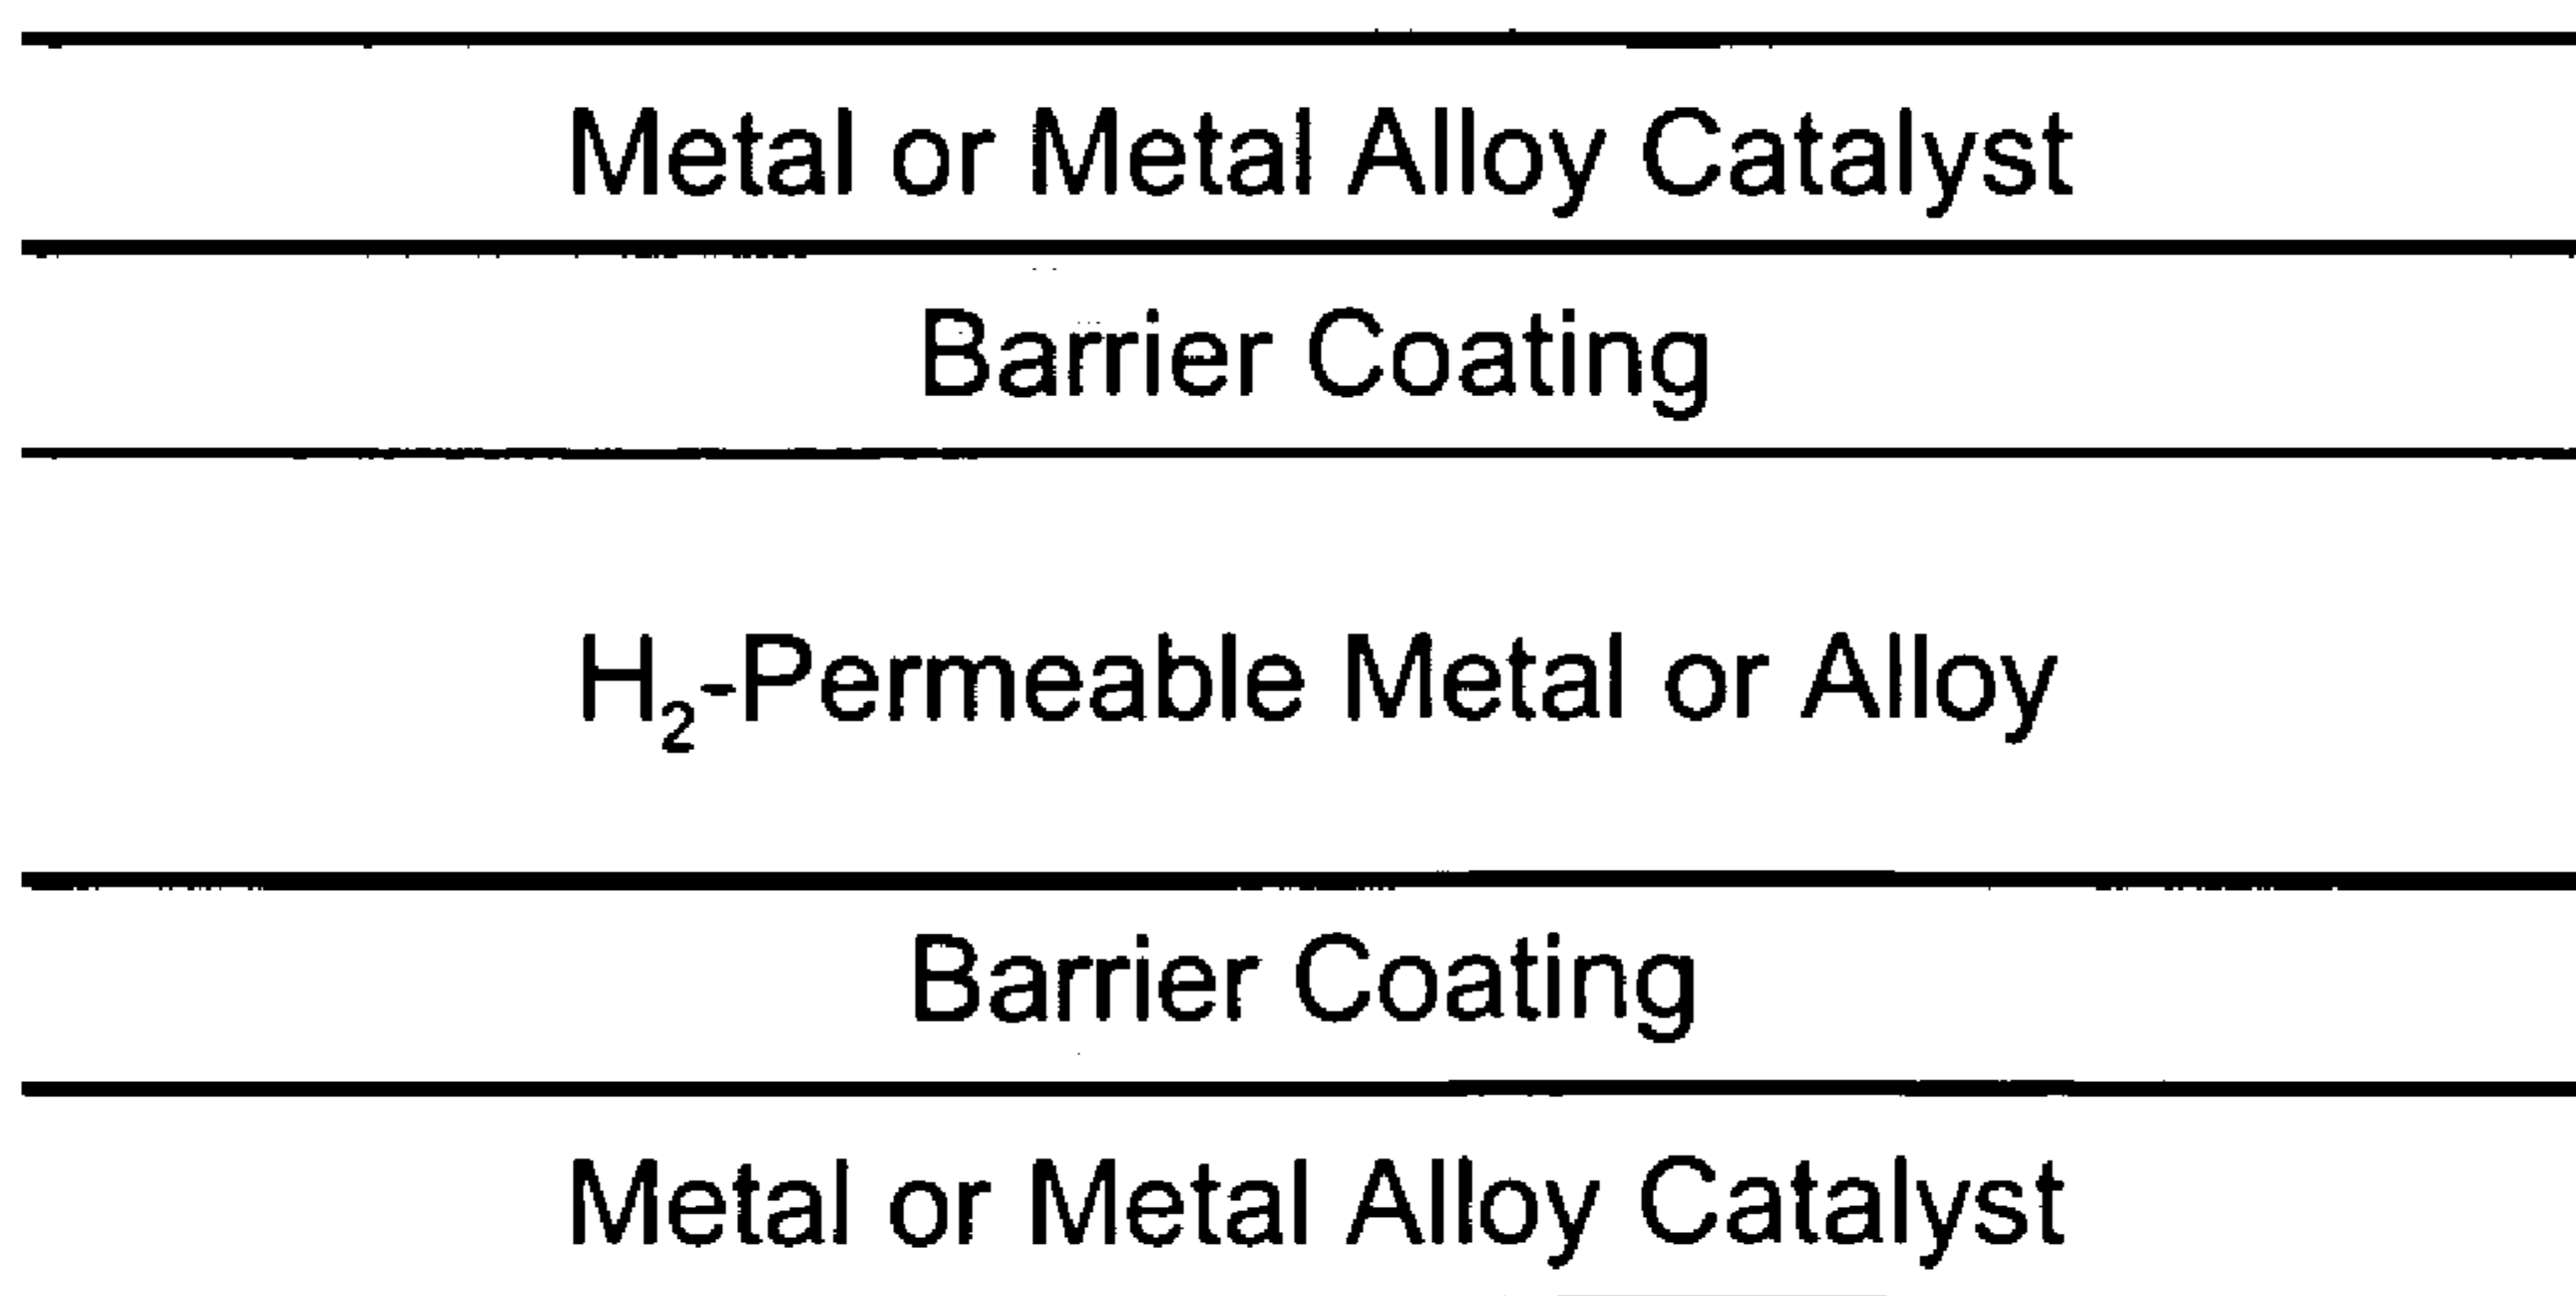 Metal or Metal Alloy Catalyst
Barrier Coating
H₂-Permeable Metal or Alloy
Barrier Coating
Metal or Metal Alloy Catalyst